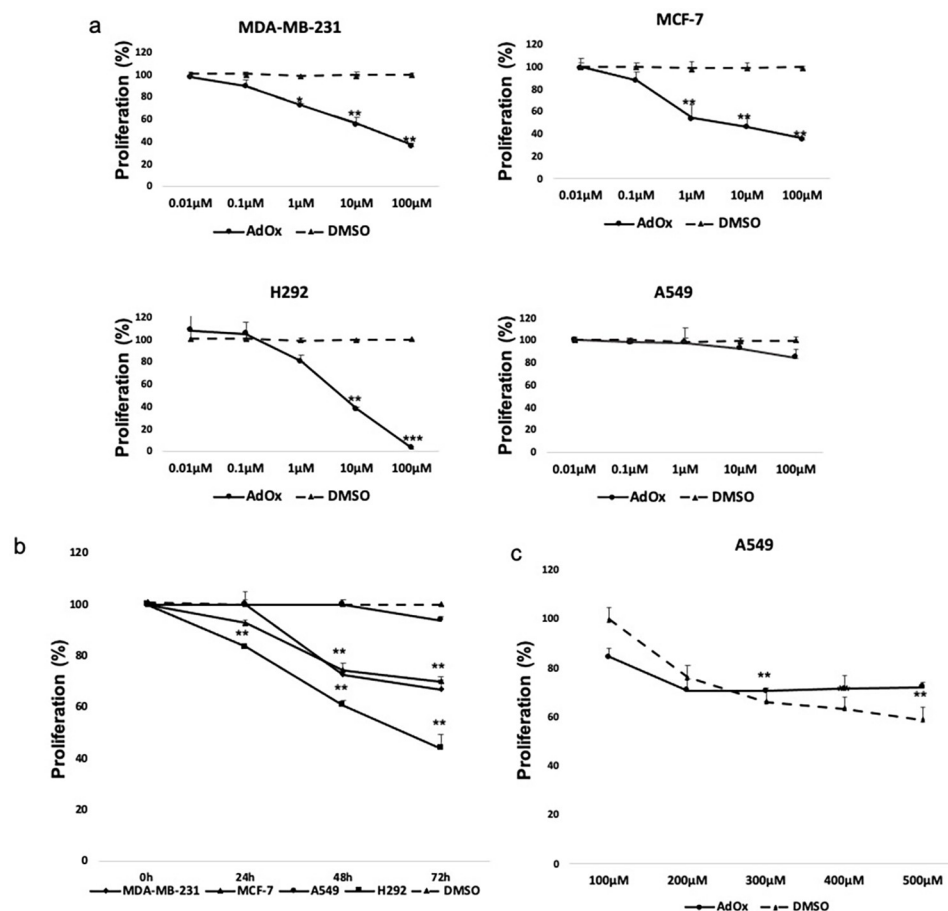 a
MDA-MB-231
Proliferation (%)
120
100
80
60
40
20
0
*
**
**
0.01µM 0.1µM 1µM 10µM 100µM
AdOx DMSO
MCF-7
Proliferation (%)
120
100
80
60
40
20
0
**
**
**
0.01µM 0.1µM 1µM 10µM 100µM
AdOx DMSO
H292
Proliferation (%)
120
100
80
60
40
20
0
**
***
0.01µM 0.1µM 1µM 10µM 100µM
AdOx DMSO
A549
Proliferation (%)
120
100
80
60
40
20
0
0.01µM 0.1µM 1µM 10µM 100µM
AdOx DMSO
b
Proliferation (%)
120
100
80
60
40
20
0
**
**
**
**
**
0h 24h 48h 72h
MDA-MB-231 MCF-7 A549 H292 DMSO
c
A549
Proliferation (%)
120
100
80
60
40
20
0
**
**
100µM 200µM 300µM 400µM 500µM
AdOx DMSO